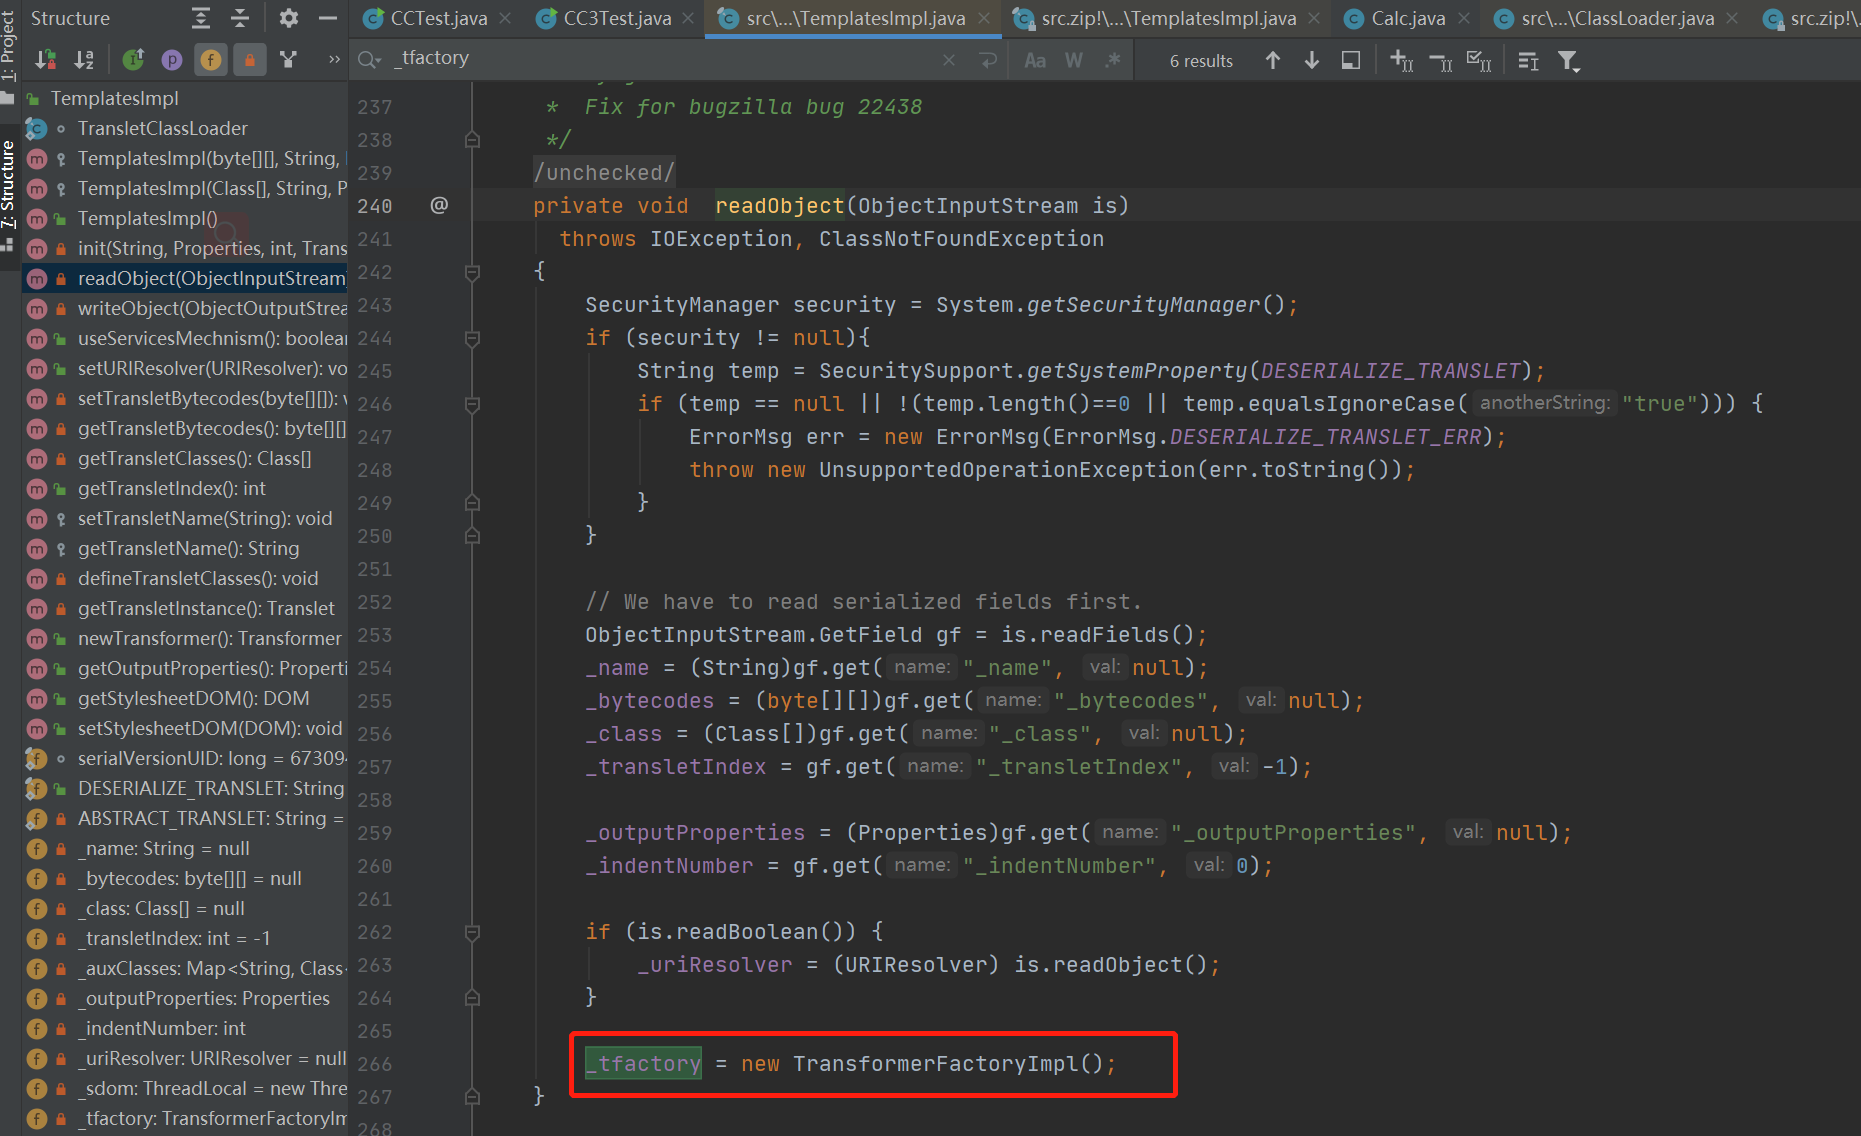 Structure
CCTest.java
CC3Test.java
src\...\TemplatesImpl.java
src.zip!\...\TemplatesImpl.java
Calc.java
src\...\ClassLoader.java
src.zip!\
1: Project
7: Structure
_tfactory
Aa
W
.*
6 results
TemplatesImpl
TransletClassLoader
TemplatesImpl(byte[][], String,
TemplatesImpl(Class[], String, P
TemplatesImpl()
init(String, Properties, int, Trans
readObject(ObjectInputStream)
writeObject(ObjectOutputStrea
useServicesMechnism(): boolean
setURIResolver(URIResolver): vo
setTransletBytecodes(byte[][]): v
getTransletBytecodes(): byte[][]
getTransletClasses(): Class[]
getTransletIndex(): int
setTransletName(String): void
getTransletName(): String
defineTransletClasses(): void
getTransletInstance(): Translet
newTransformer(): Transformer
getOutputProperties(): Properti
getStylesheetDOM(): DOM
setStylesheetDOM(DOM): void
serialVersionUID: long = 67309
DESERIALIZE_TRANSLET: String
ABSTRACT_TRANSLET: String =
_name: String = null
_bytecodes: byte[][] = null
_class: Class[] = null
_transletIndex: int = -1
_auxClasses: Map<String, Class
_outputProperties: Properties
_indentNumber: int
_uriResolver: URIResolver = null
_sdom: ThreadLocal = new Thre
_tfactory: TransformerFactoryIm
237 *  Fix for bugzilla bug 22438
238 */
239 /unchecked/
240 @ private void  readObject(ObjectInputStream is)
241 throws IOException, ClassNotFoundException
242 {
243 SecurityManager security = System.getSecurityManager();
244 if (security != null){
245 String temp = SecuritySupport.getSystemProperty(DESERIALIZE_TRANSLET);
246 if (temp == null || !(temp.length()==0 || temp.equalsIgnoreCase( anotherString: "true"))) {
247 ErrorMsg err = new ErrorMsg(ErrorMsg.DESERIALIZE_TRANSLET_ERR);
248 throw new UnsupportedOperationException(err.toString());
249 }
250 }
251
252 // We have to read serialized fields first.
253 ObjectInputStream.GetField gf = is.readFields();
254 _name = (String)gf.get( name: "_name", val: null);
255 _bytecodes = (byte[][])gf.get( name: "_bytecodes", val: null);
256 _class = (Class[])gf.get( name: "_class", val: null);
257 _transletIndex = gf.get( name: "_transletIndex", val: -1);
258
259 _outputProperties = (Properties)gf.get( name: "_outputProperties", val: null);
260 _indentNumber = gf.get( name: "_indentNumber", val: 0);
261
262 if (is.readBoolean()) {
263 _uriResolver = (URIResolver) is.readObject();
264 }
265
266 _tfactory = new TransformerFactoryImpl();
267 }
268